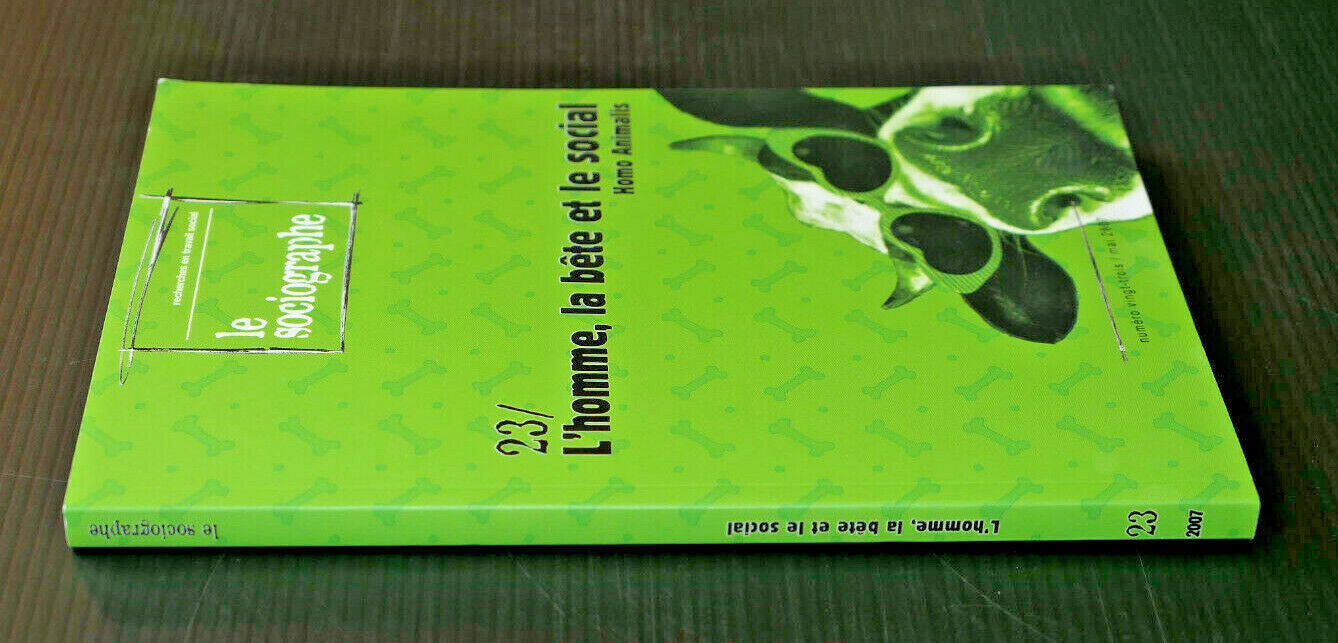 recherches en travail social
le
sociographe
23/
L'homme, la bête et le social
Homo Animalis
numéro vingt-trois / mai 2007
le sociographe
L'homme, la bête et le social
23
2007